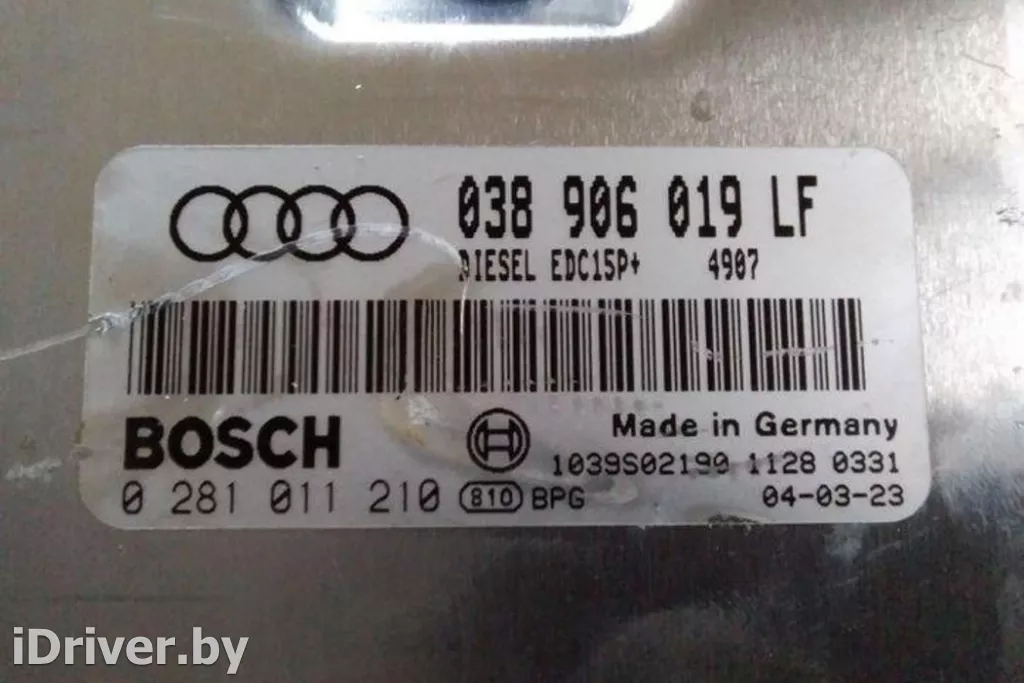 038 906 019 LF
DIESEL EDC15P+ 4907
BOSCH
Made in Germany
1039S02190 1128 0331
0 281 011 210 810 BPG 04-03-23
iDriver.by